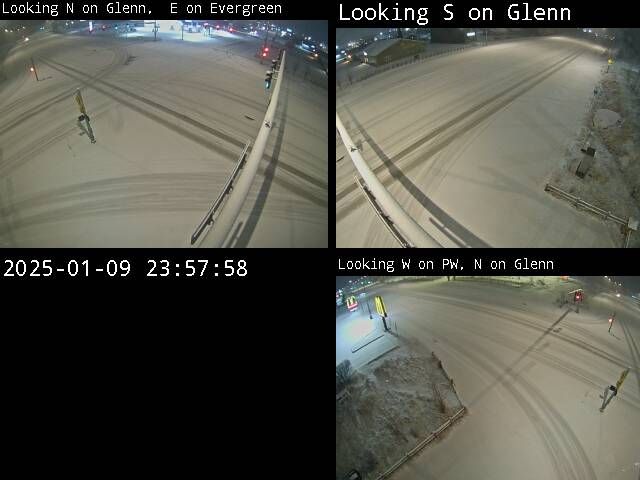 Looking N on Glenn,  E on Evergreen
Looking S on Glenn
2025-01-09 23:57:58
Looking W on PW, N on Glenn